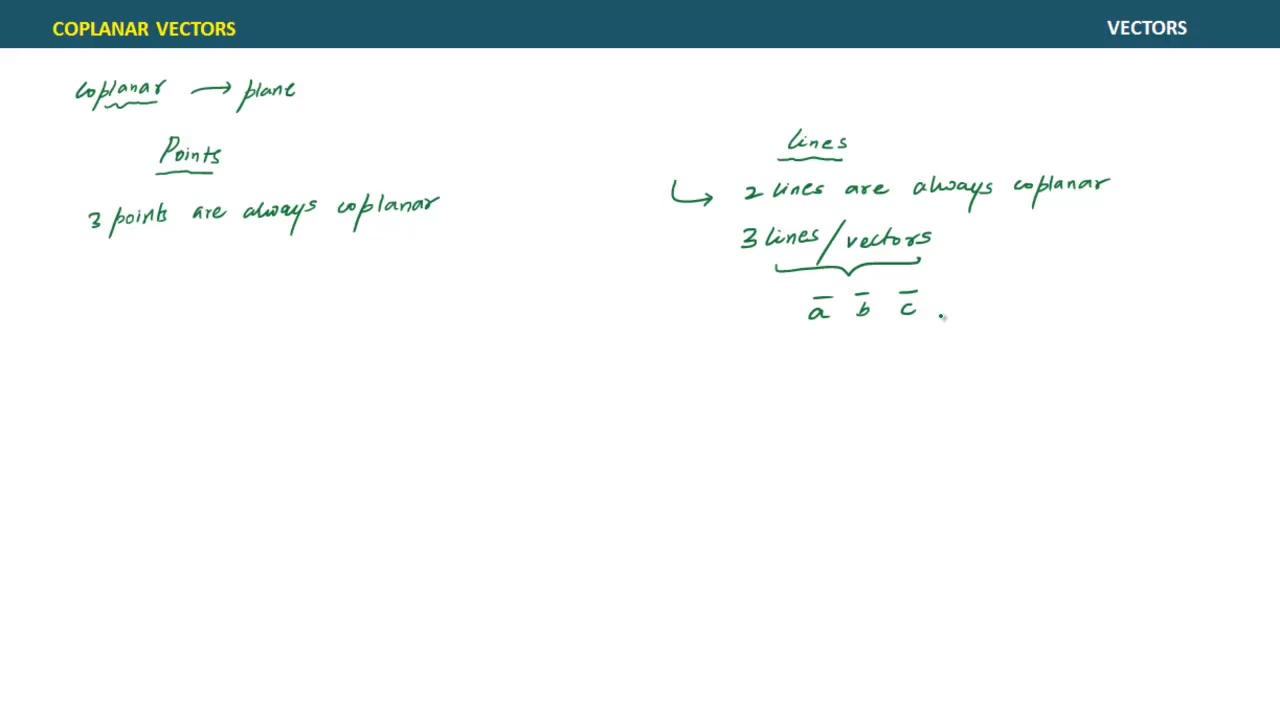 COPLANAR VECTORS
VECTORS
coplanar → plane
Points
3 points are always coplanar
lines
↳ 2 lines are always coplanar
3 lines/vectors
a̅ b̅ c̅